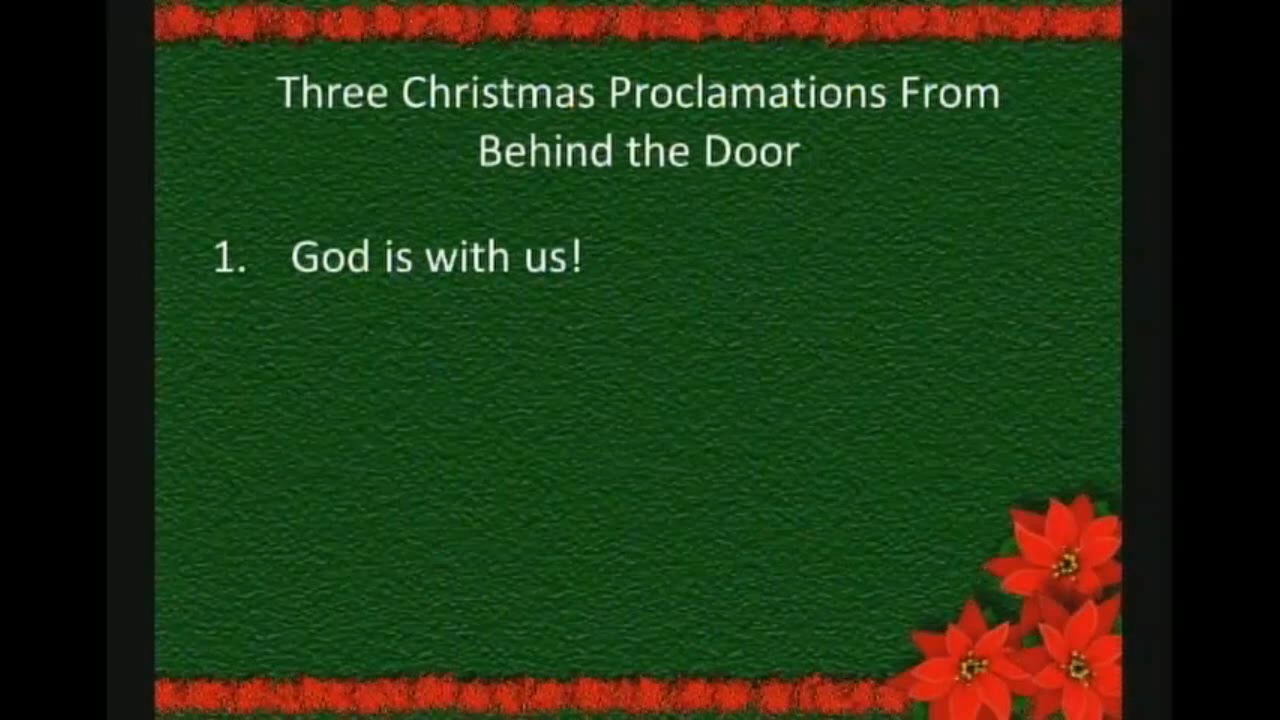 Three Christmas Proclamations From
Behind the Door
1. God is with us!